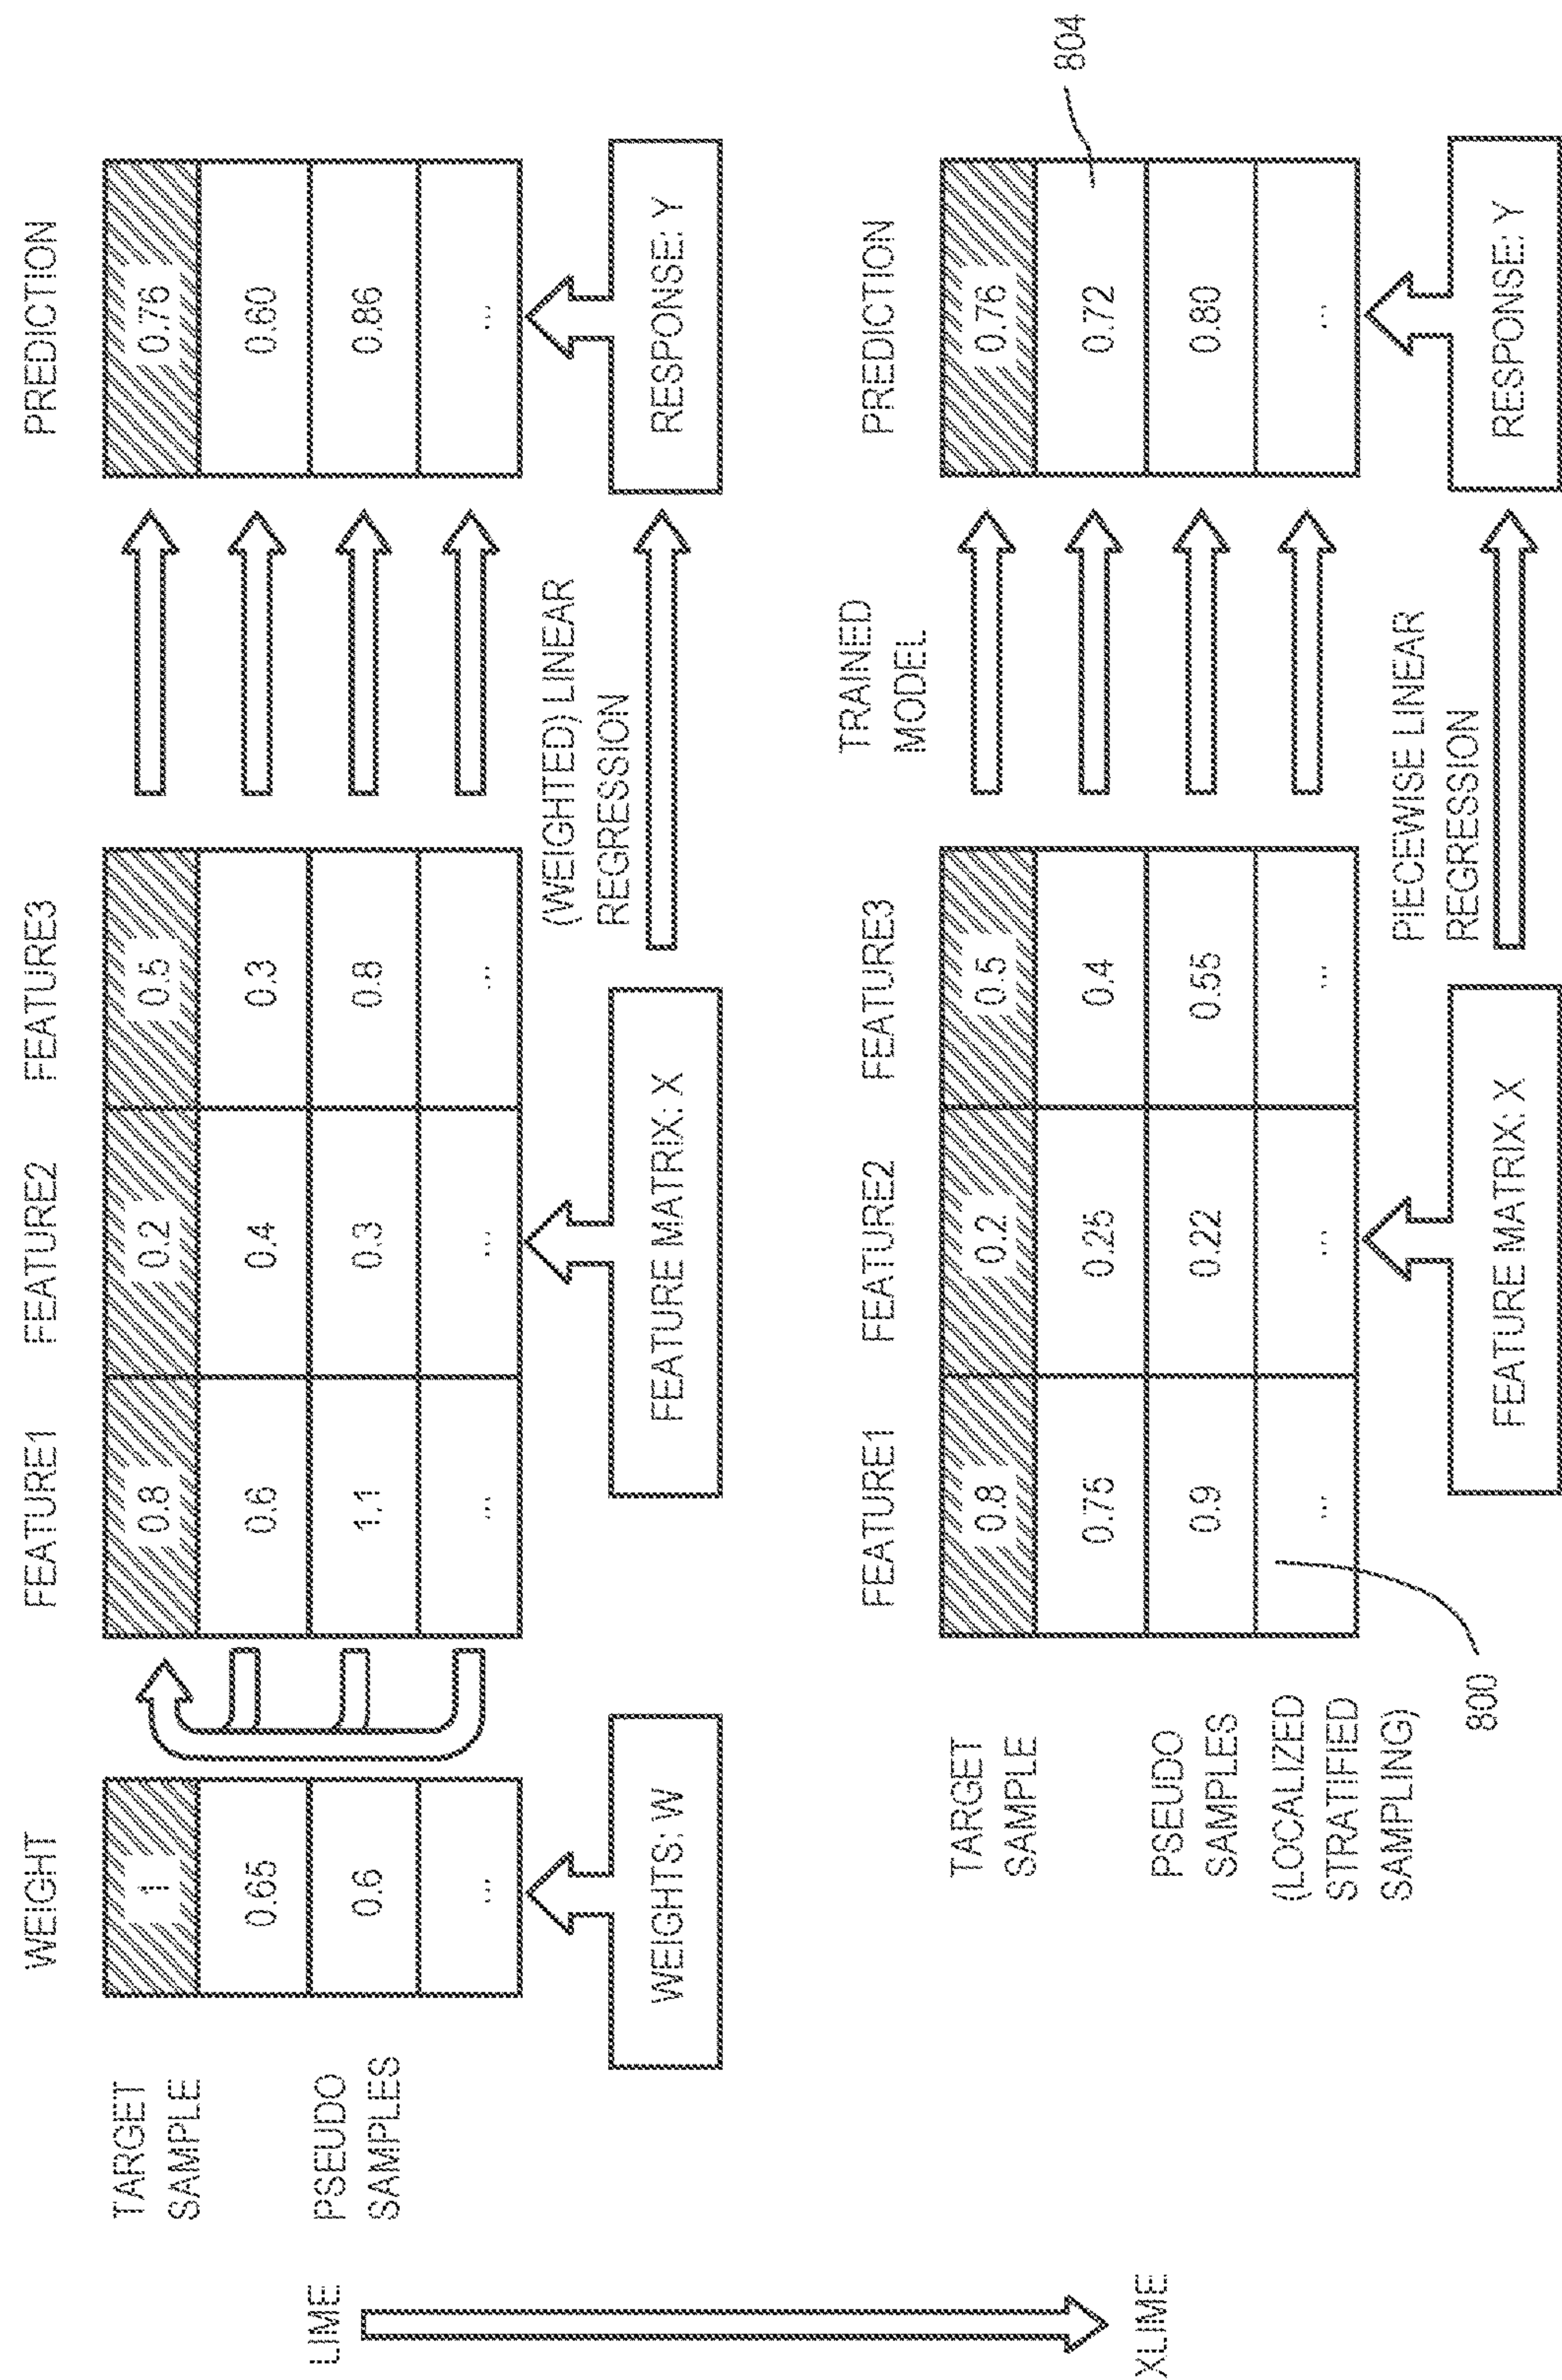 LIME
XLIME
WEIGHT
FEATURE1 FEATURE2 FEATURE3
PREDICTION
TARGET
SAMPLE
1
0.8 0.2 0.5
0.76
0.65
0.6 0.4 0.3
0.60
PSEUDO
SAMPLES
0.6
1.1 0.3 0.8
0.86
...
... ... ...
...
(WEIGHTED) LINEAR
REGRESSION
WEIGHTS: W
FEATURE MATRIX: X
RESPONSE: Y
TRAINED
MODEL
FEATURE1 FEATURE2 FEATURE3
PREDICTION
TARGET
SAMPLE
0.8 0.2 0.5
0.76
0.75 0.25 0.4
0.72
804
PSEUDO
SAMPLES
(LOCALIZED
STRATIFIED
SAMPLING)
0.9 0.22 0.55
0.80
... ... ...
...
800
PIECEWISE LINEAR
REGRESSION
FEATURE MATRIX: X
RESPONSE: Y